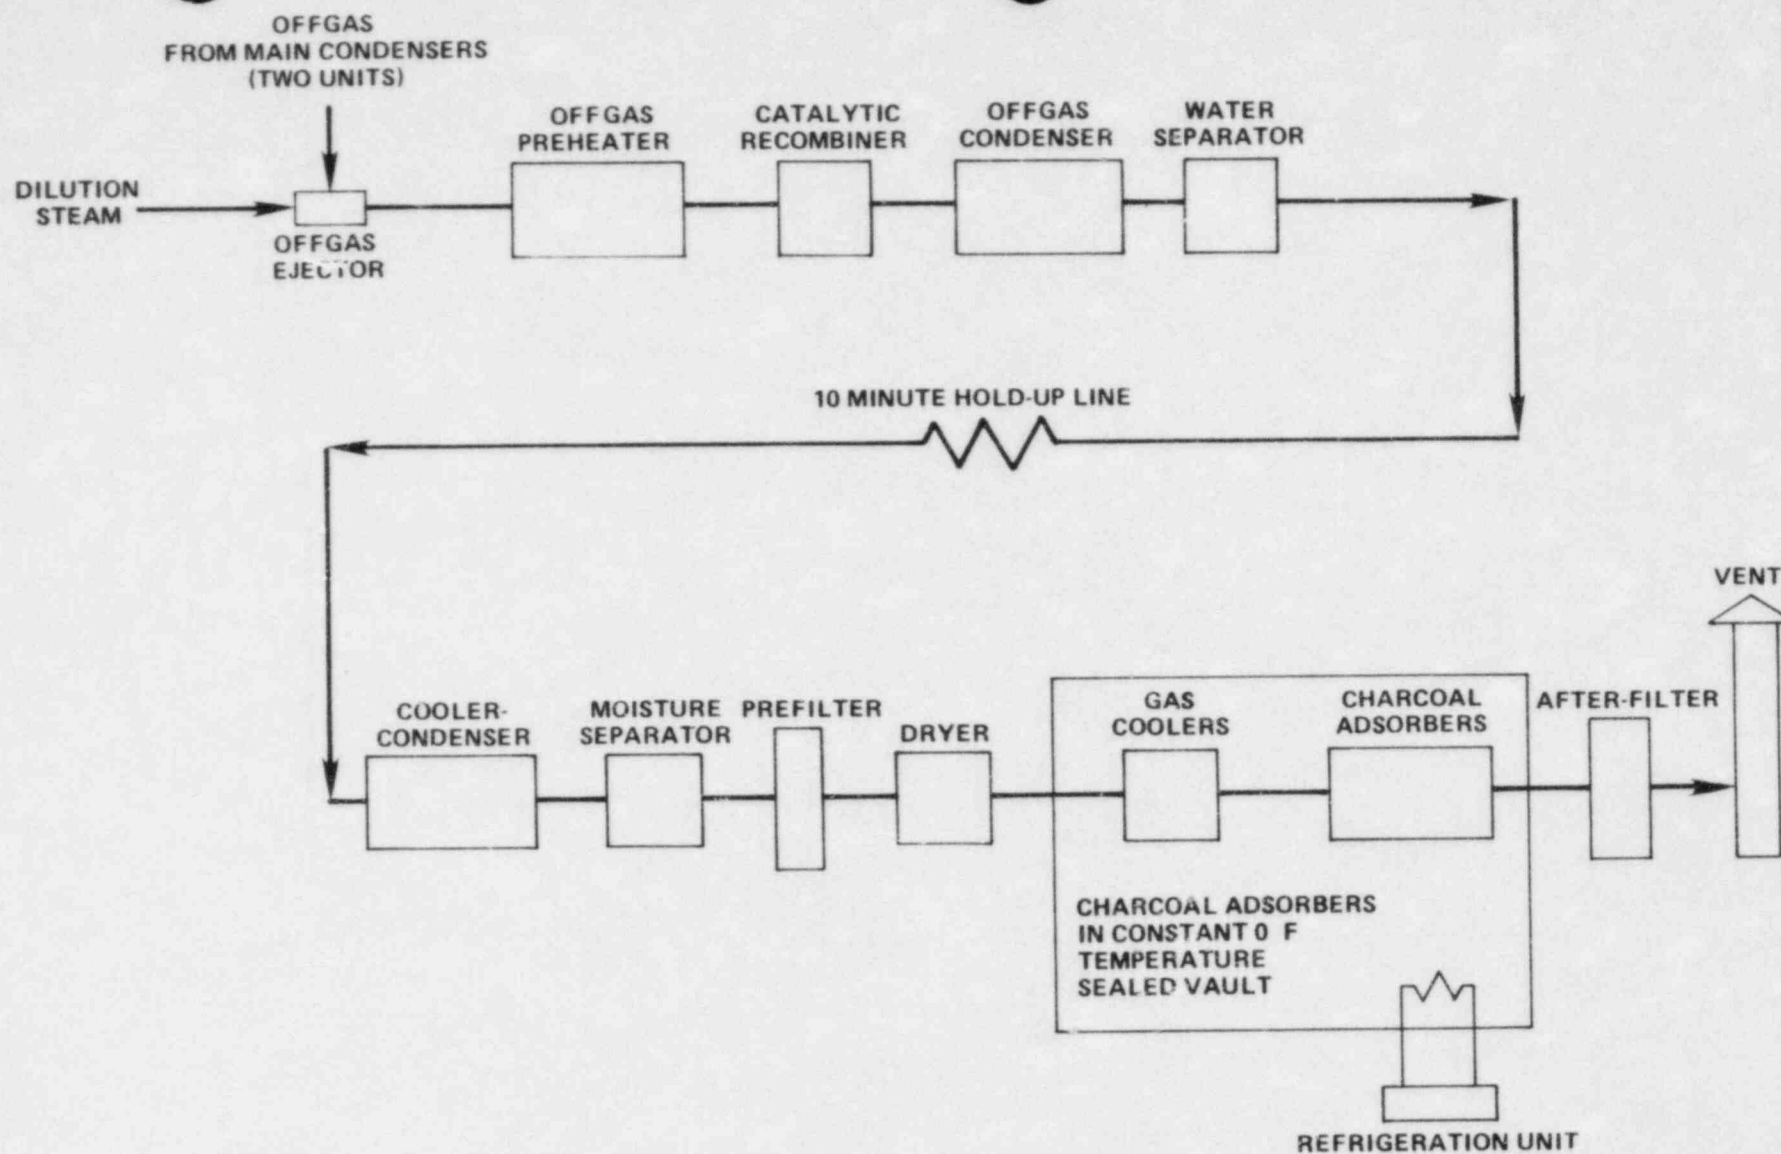 OFFGAS
FROM MAIN CONDENSERS
(TWO UNITS)
DILUTION
STEAM
OFFGAS
EJECTOR
OFFGAS
PREHEATER
CATALYTIC
RECOMBINER
OFFGAS
CONDENSER
WATER
SEPARATOR
10 MINUTE HOLD-UP LINE
COOLER-
CONDENSER
MOISTURE
SEPARATOR
PREFILTER
DRYER
GAS
COOLERS
CHARCOAL
ADSORBERS
AFTER-FILTER
VENT
CHARCOAL ADSORBERS
IN CONSTANT 0 F
TEMPERATURE
SEALED VAULT
REFRIGERATION UNIT